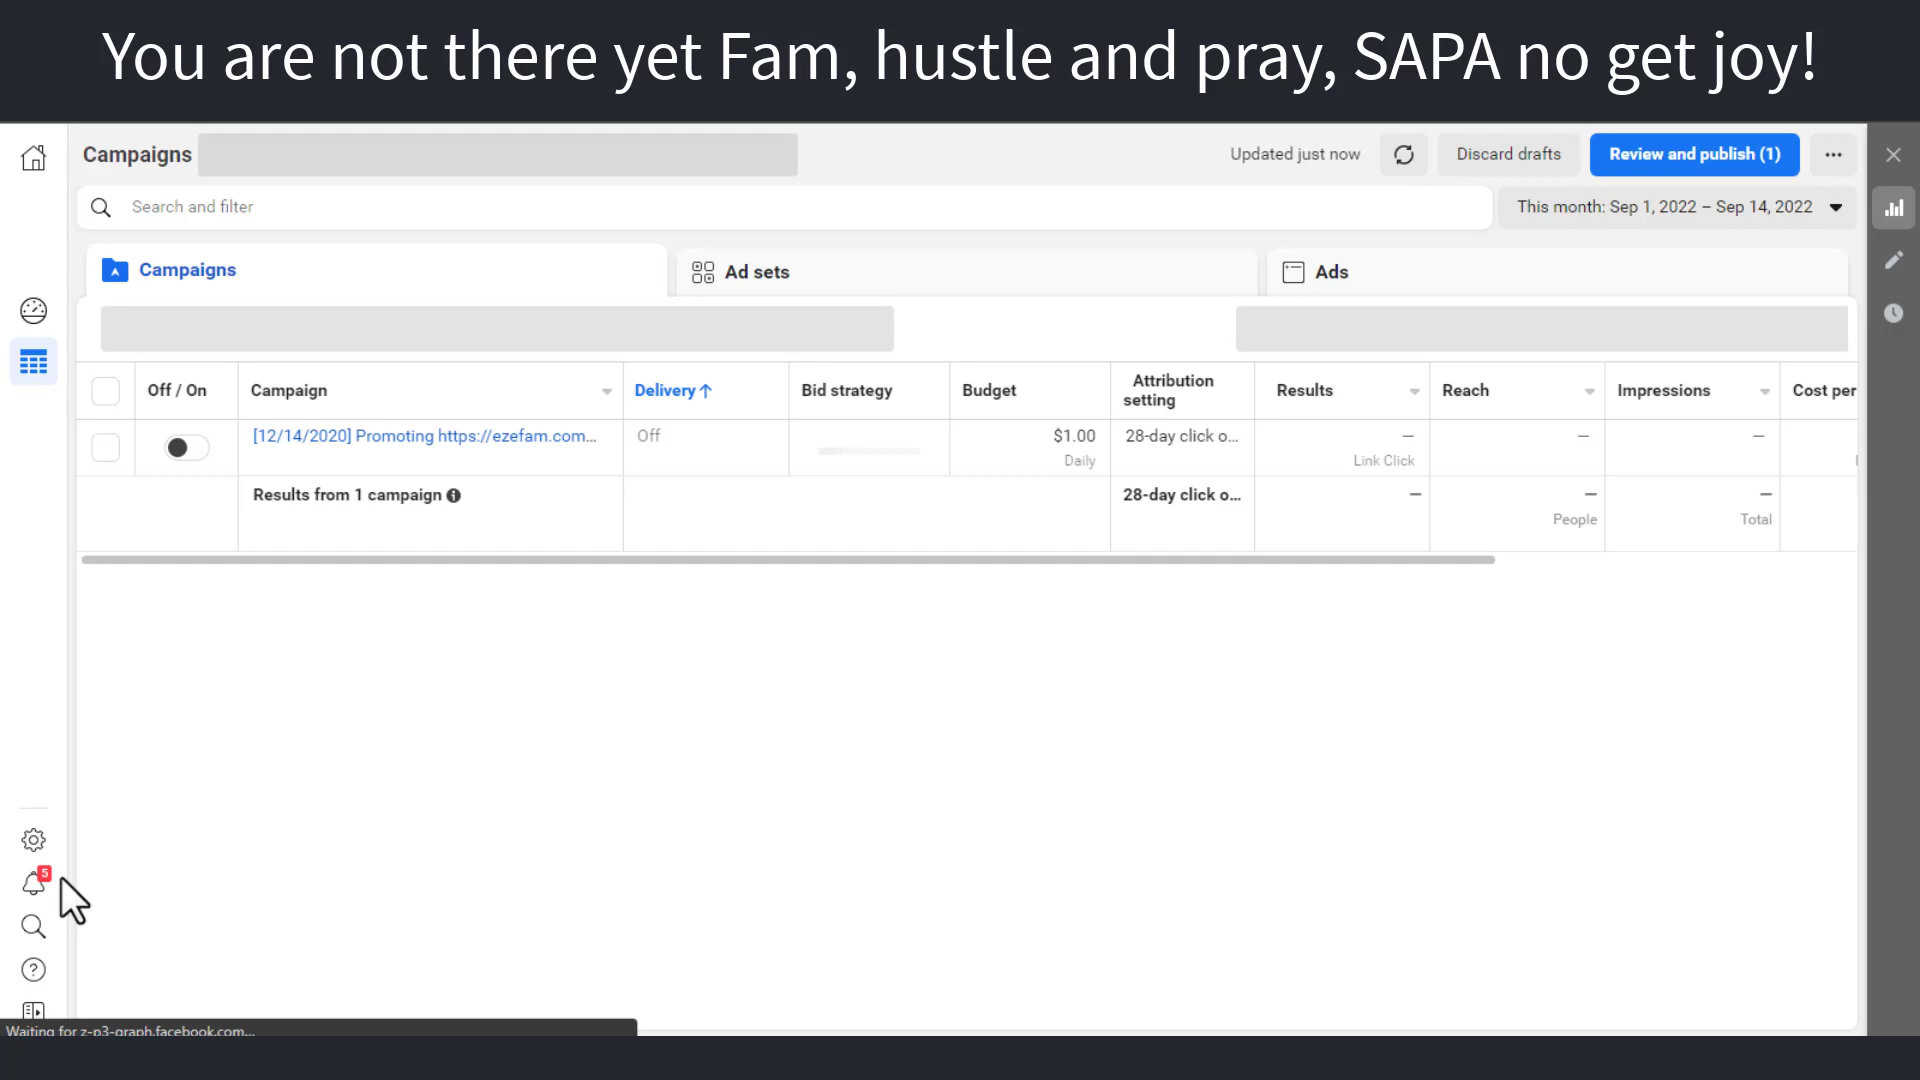 You are not there yet Fam, hustle and pray, SAPA no get joy!
Campaigns
Updated just now
Discard drafts
Review and publish (1)
Search and filter
This month: Sep 1, 2022 – Sep 14, 2022
Campaigns
Ad sets
Ads
Off / On
Campaign
Delivery↑
Bid strategy
Budget
Attribution
setting
Results
Reach
Impressions
Cost per
[12/14/2020] Promoting https://ezefam.com...
Off
$1.00
Daily
28-day click o...
—
Link Click
—
—
Results from 1 campaign
28-day click o...
—
—
People
—
Total
5
Waiting for z-p3-graph.facebook.com...